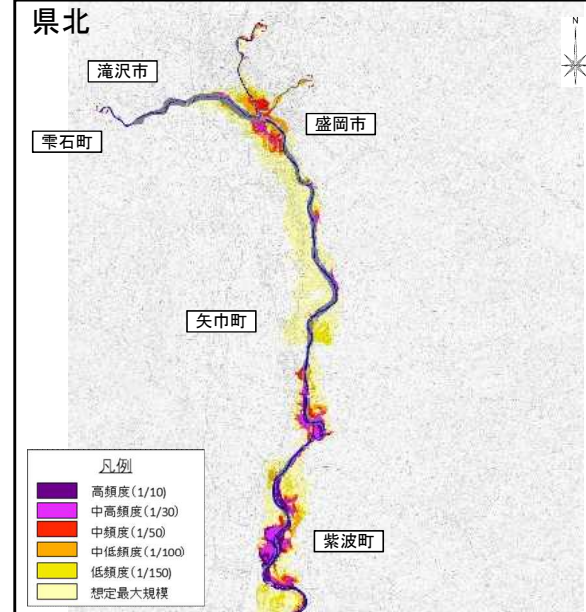 県北
N
滝沢市
盛岡市
雫石町
矢巾町
紫波町
凡例
高頻度(1/10)
中高頻度(1/30)
中頻度(1/50)
中低頻度(1/100)
低頻度(1/150)
想定最大規模